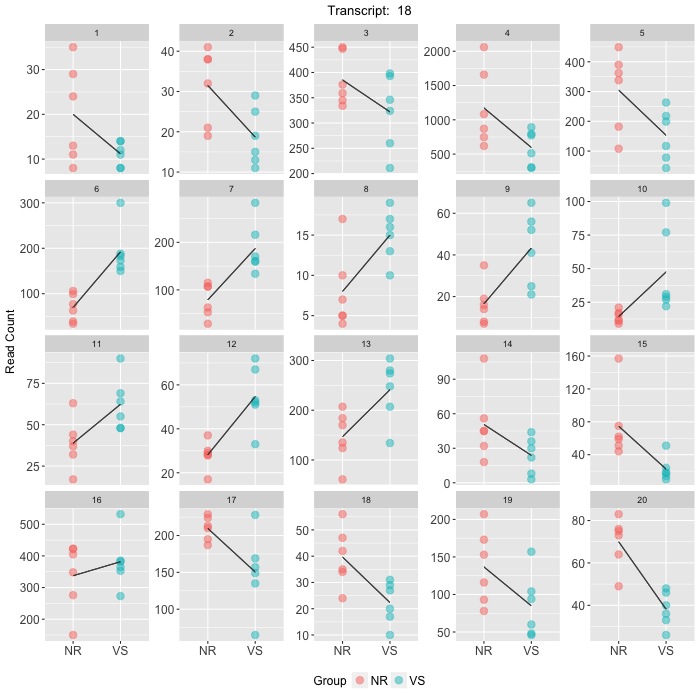 Transcript: 18
1 2 3 4 5
30 20 10
40 30 20 10
450 400 350 300 250 200
2000 1500 1000 500
400 300 200 100
6 7 8 9 10
300 200 100
200 100
15 10 5
60 40 20
100 75 50 25
Read Count
11 12 13 14 15
75 50 25
60 40 20
300 200 100
90 60 30 0
160 120 80 40
16 17 18 19 20
500 400 300 200
200 150 100
50 40 30 20 10
200 150 100 50
80 60 40
NR VS NR VS NR VS NR VS NR VS
Group NR VS